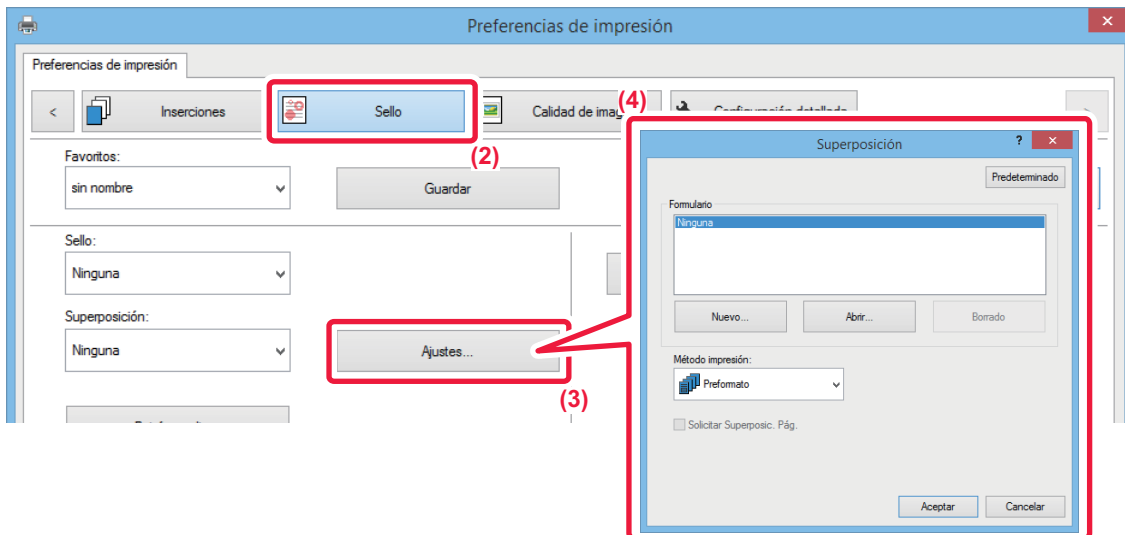 Preferencias de impresión
Preferencias de impresión
<
Inserciones
Sello
Calidad de imag
(4)
Configuración detallada
(2)
Favoritos:
sin nombre
Guardar
Sello:
Ninguna
Superposición:
Ninguna
Ajustes...
(3)
Superposición
?
Predeterminado
Formulario
Ninguna
Nuevo...
Abrir...
Borrado
Método impresión:
Preformato
Solicitar Superposic. Pág.
Aceptar
Cancelar